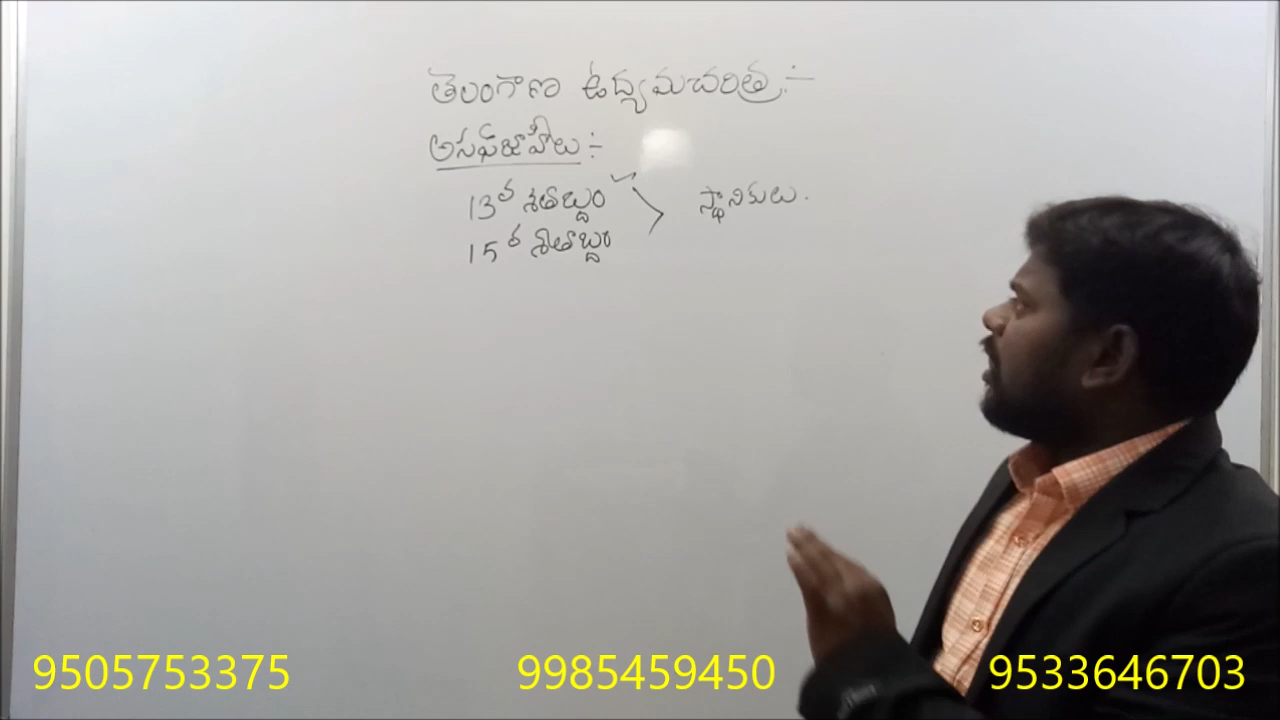 తెలంగాణ ఉద్యమచరిత్ర :-
అసఫ్‌జాహీలు :-
13వ శతాబ్దం > స్థానికులు.
15వ శతాబ్దం
9505753375 9985459450 9533646703